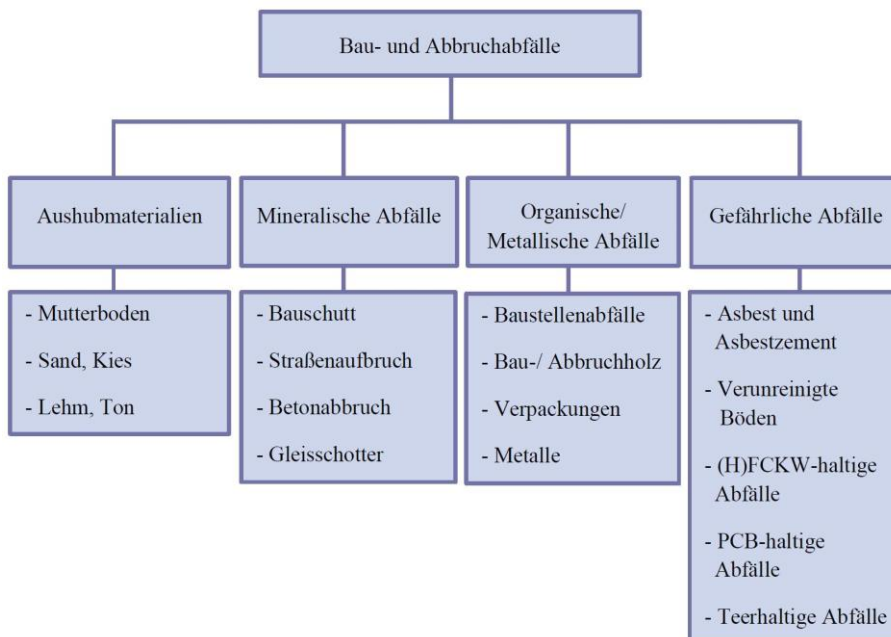 Bau- und Abbruchabfälle
Aushubmaterialien
- Mutterboden
- Sand, Kies
- Lehm, Ton
Mineralische Abfälle
- Bauschutt
- Straßenaufbruch
- Betonabbruch
- Gleisschotter
Organische/
Metallische Abfälle
- Baustellenabfälle
- Bau-/ Abbruchholz
- Verpackungen
- Metalle
Gefährliche Abfälle
- Asbest und
Asbestzement
- Verunreinigte
Böden
- (H)FCKW-haltige
Abfälle
- PCB-haltige
Abfälle
- Teerhaltige Abfälle